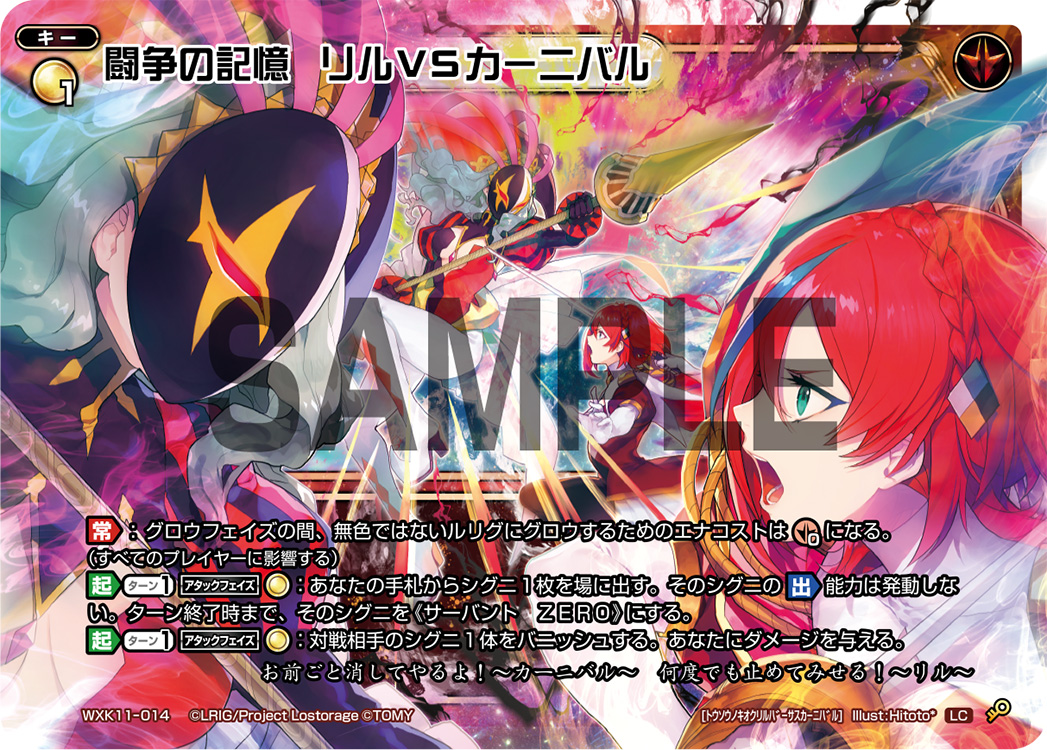 キー
1
闘争の記憶　リルVSカーニバル
SAMPLE
常：グロウフェイズの間、無色ではないルリグにグロウするためのエナコストは0になる。
(すべてのプレイヤーに影響する)
起 ターン1 アタックフェイズ：あなたの手札からシグニ1枚を場に出す。そのシグニの出能力は発動しな
い。ターン終了時まで、そのシグニを《サーバント　ZERO》にする。
起 ターン1 アタックフェイズ：対戦相手のシグニ1体をバニッシュする。あなたにダメージを与える。
お前ごと消してやるよ！～カーニバル～　何度でも止めてみせる！～リル～
WXK11-014 ©LRIG/Project Lostorage ©TOMY [トウソウノキオクリルバーサスカーニバル] Illust:Hitoto* LC